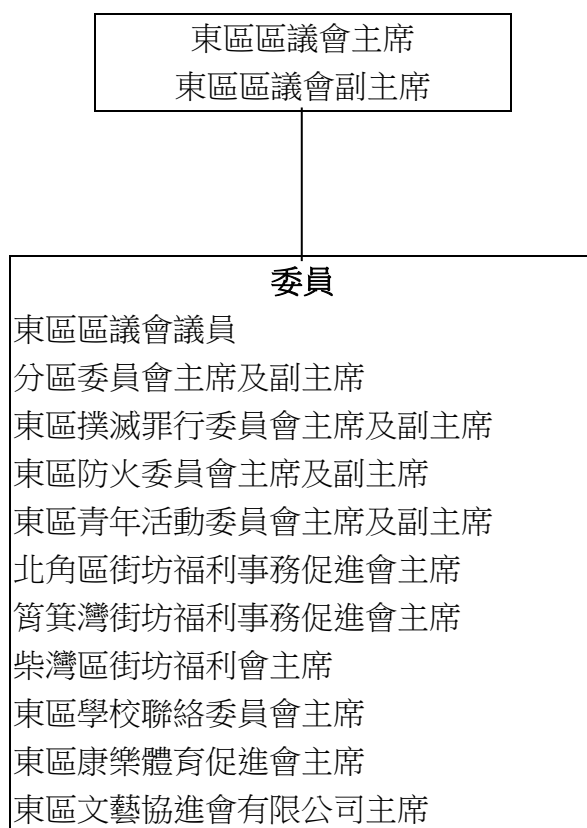 東區區議會主席
東區區議會副主席
委員
東區區議會議員
分區委員會主席及副主席
東區撲滅罪行委員會主席及副主席
東區防火委員會主席及副主席
東區青年活動委員會主席及副主席
北角區街坊福利事務促進會主席
筲箕灣街坊福利事務促進會主席
柴灣區街坊福利會主席
東區學校聯絡委員會主席
東區康樂體育促進會主席
東區文藝協進會有限公司主席